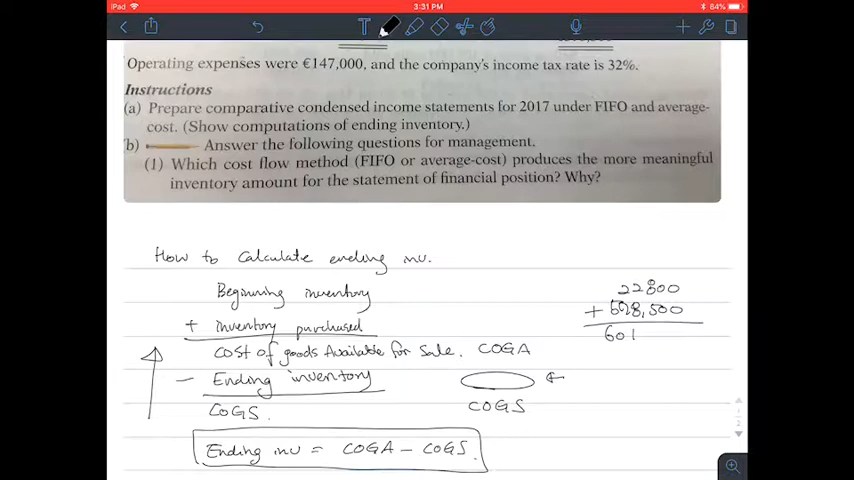 iPad
3:31 PM
84%
T
Operating expenses were €147,000, and the company's income tax rate is 32%.
Instructions
(a) Prepare comparative condensed income statements for 2017 under FIFO and average-
cost. (Show computations of ending inventory.)
(b) Answer the following questions for management.
(1) Which cost flow method (FIFO or average-cost) produces the more meaningful
inventory amount for the statement of financial position? Why?
How to calculate ending inv.
Beginning inventory
+ inventory purchased
Cost of goods Available for Sale. COGA
- Ending inventory
COGS.
COGS
Ending inv = COGA - COGS.
22800
+ 578,500
601